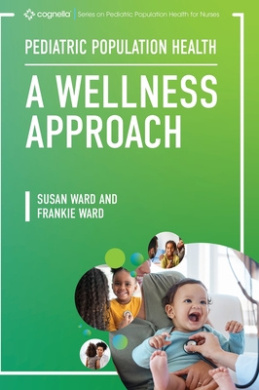 cognella | Series on Pediatric Population Health for Nurses
PEDIATRIC POPULATION HEALTH
A WELLNESS
APPROACH
SUSAN WARD AND
FRANKIE WARD